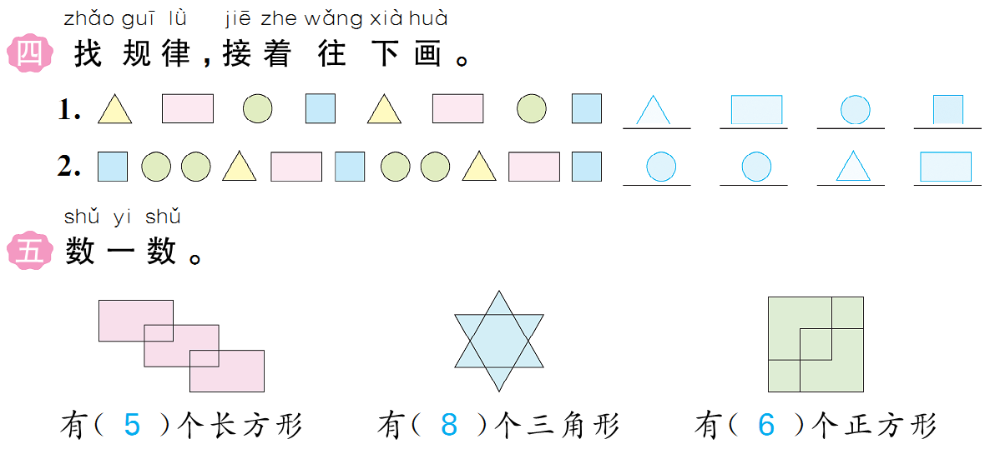 zhǎo guī lǜ jiē zhe wǎng xià huà
四 找规律,接着往下画。
1.
2.
shǔ yi shǔ
五 数一数。
有( 5 )个长方形 有( 8 )个三角形 有( 6 )个正方形